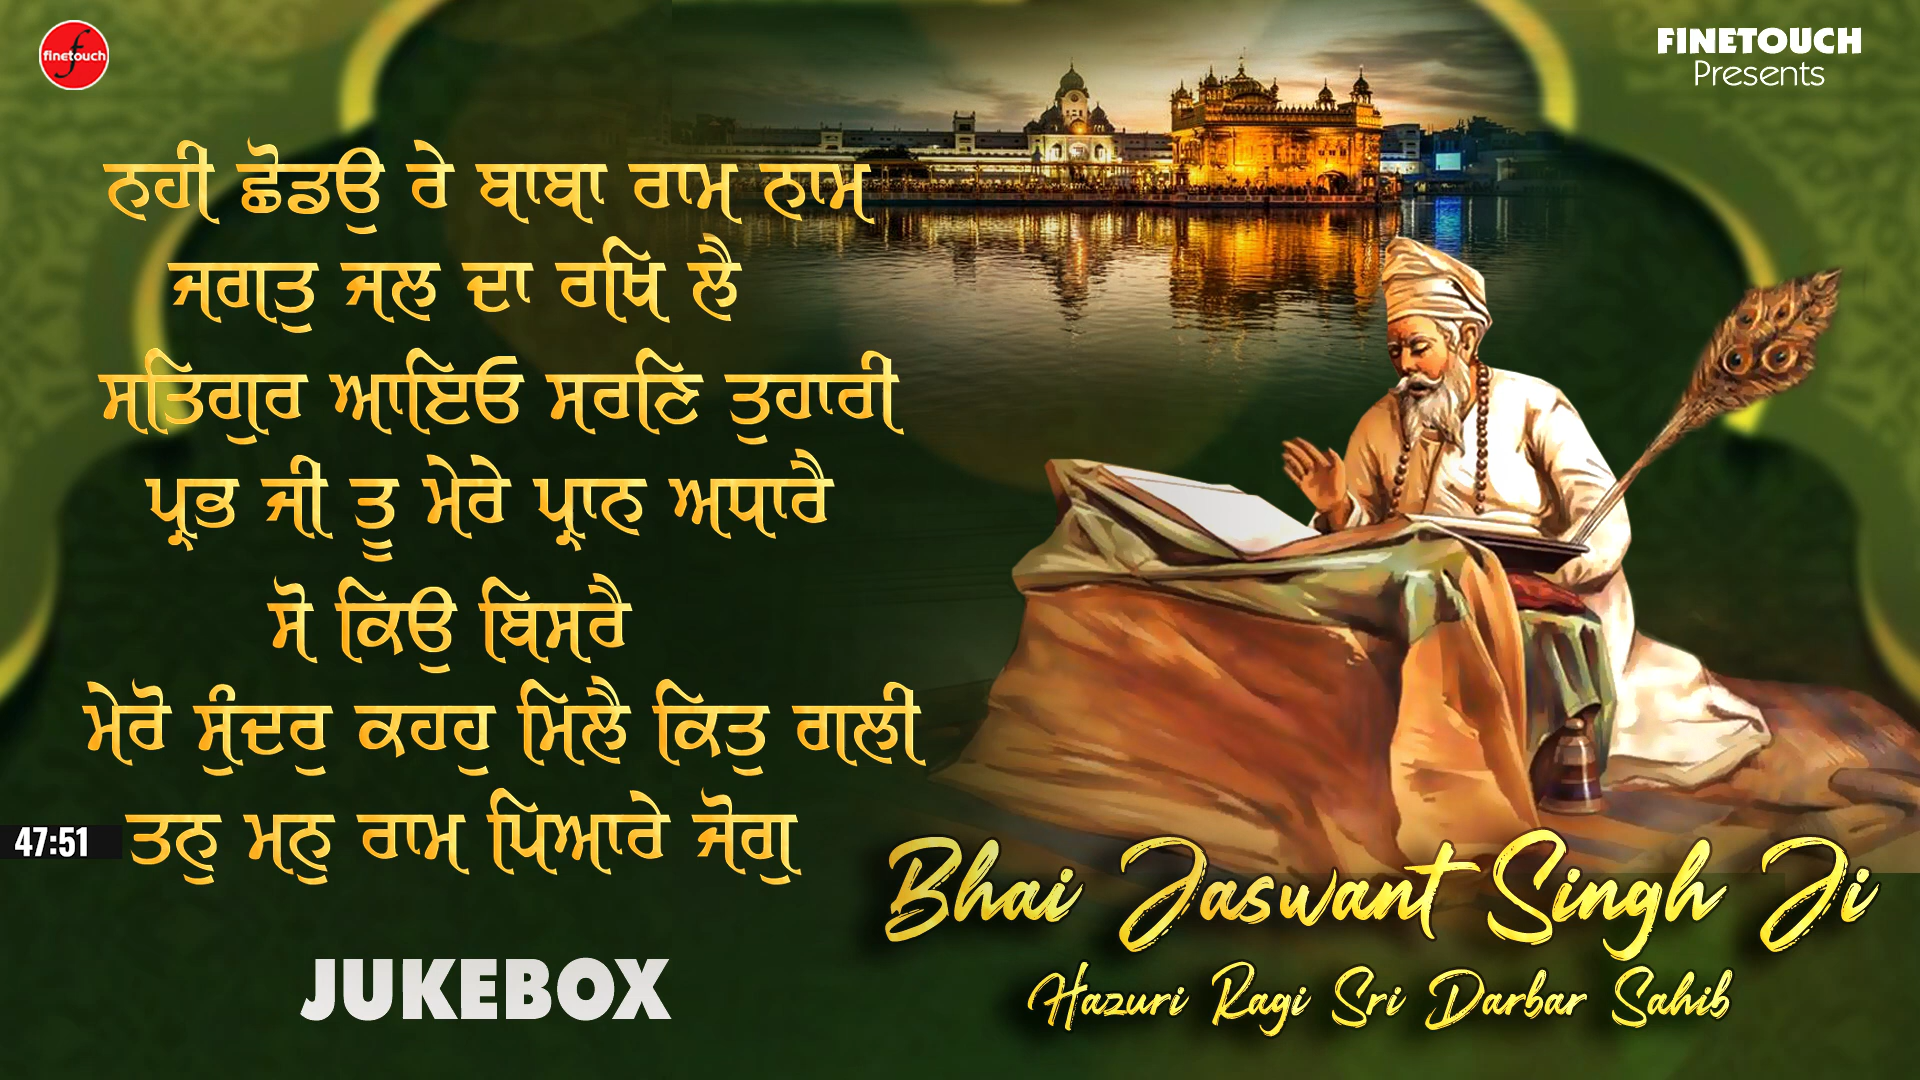 finetouch
FINETOUCH
Presents
ਨਹੀ ਛੋਡਉ ਰੇ ਬਾਬਾ ਰਾਮ ਨਾਮ
ਜਗਤੁ ਜਲ ਦਾ ਰਖਿ ਲੈ
ਸਤਿਗੁਰ ਆਇਓ ਸਰਣਿ ਤੁਹਾਰੀ
ਪ੍ਰਭ ਜੀ ਤੂ ਮੇਰੇ ਪ੍ਰਾਨ ਅਧਾਰੈ
ਸੋ ਕਿਉ ਬਿਸਰੈ
ਮੇਰੋ ਸੁੰਦਰੁ ਕਹਹੁ ਮਿਲੈ ਕਿਤੁ ਗਲੀ
47:51
ਤਨੁ ਮਨੁ ਰਾਮ ਪਿਆਰੇ ਜੋਗੁ
JUKEBOX
Bhai Jaswant Singh Ji
Hazuri Ragi Sri Darbar Sahib